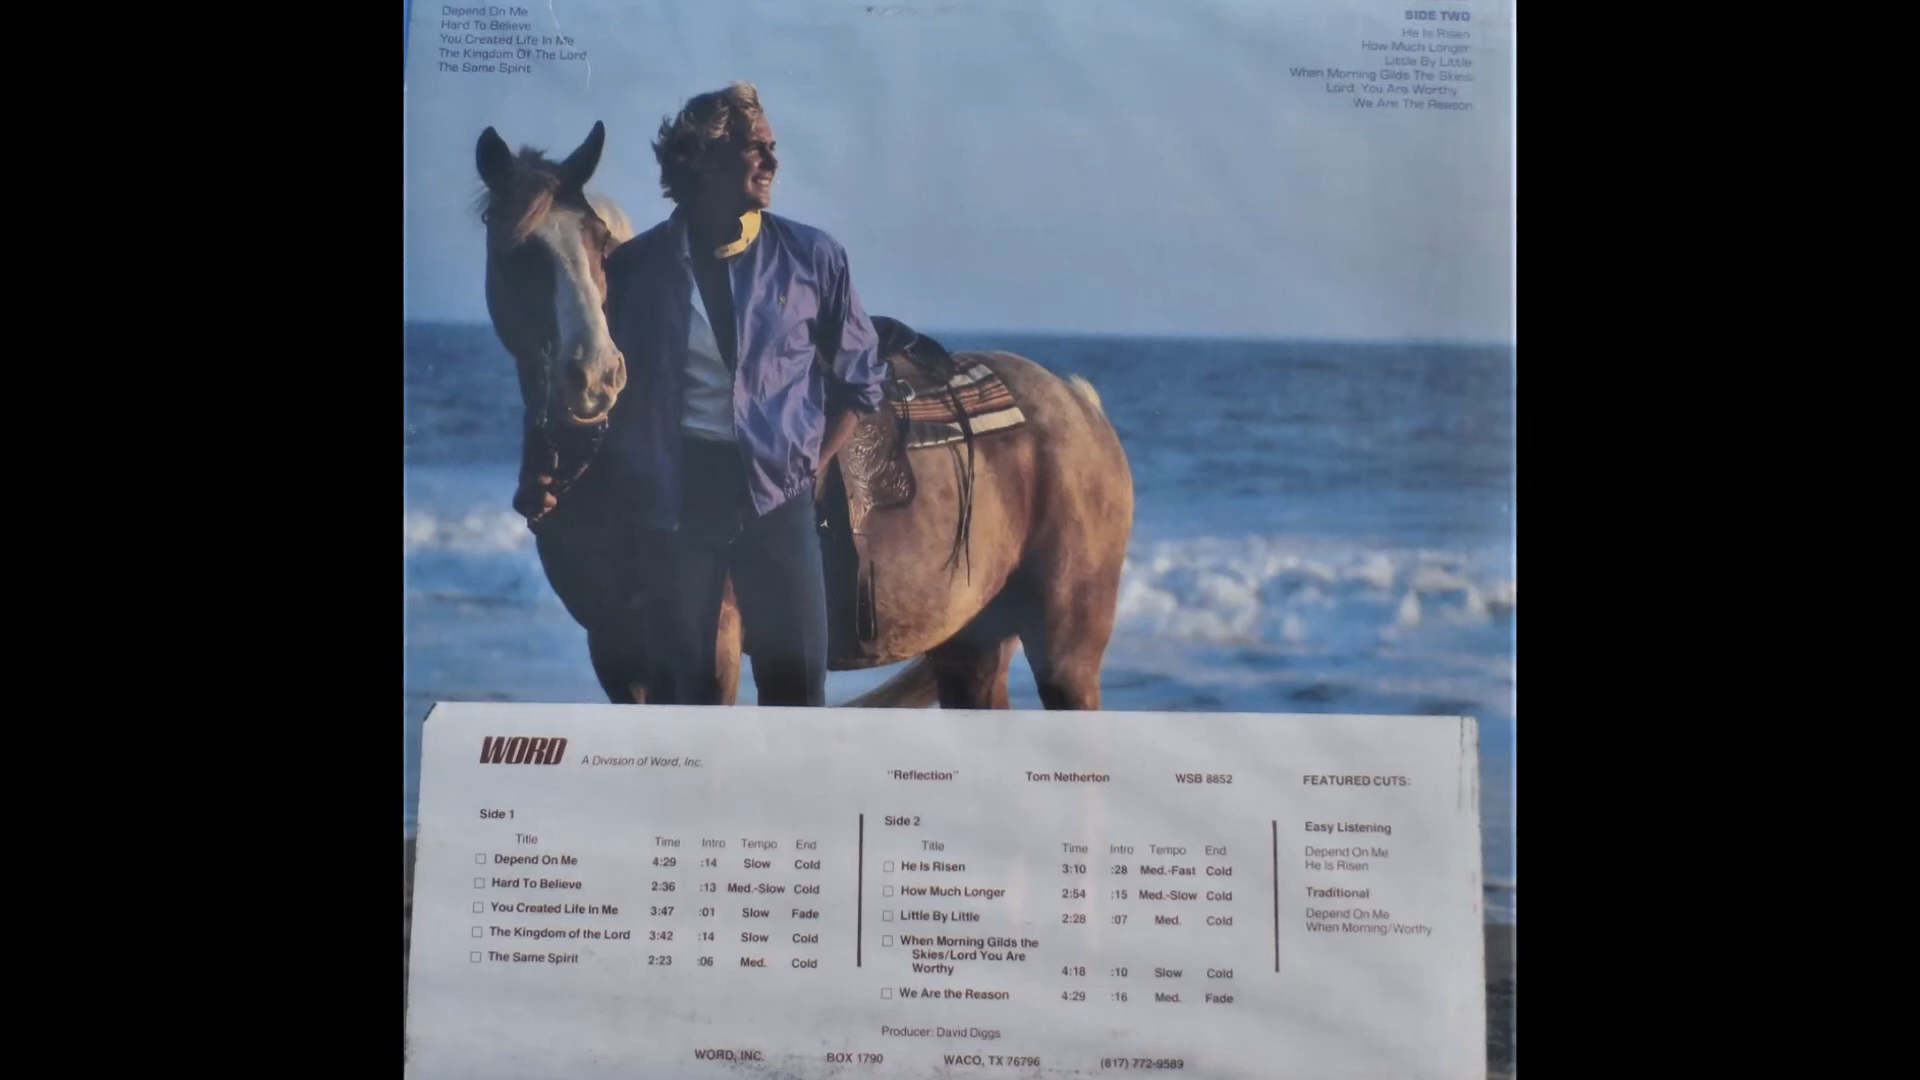 Depend On Me
Hard To Believe
You Created Life In Me
The Kingdom Of The Lord
The Same Spirit
SIDE TWO
He Is Risen
How Much Longer
Little By Little
When Morning Gilds The Skies
Lord, You Are Worthy
We Are The Reason
WORD A Division of Word, Inc.
"Reflection" Tom Netherton WSB 8852
Side 1
Title Time Intro Tempo End
Depend On Me 4:29 :14 Slow Cold
Hard To Believe 2:36 :13 Med.-Slow Cold
You Created Life in Me 3:47 :01 Slow Fade
The Kingdom of the Lord 3:42 :14 Slow Cold
The Same Spirit 2:23 :06 Med. Cold
Side 2
Title Time Intro Tempo End
He Is Risen 3:10 :28 Med.-Fast Cold
How Much Longer 2:54 :15 Med.-Slow Cold
Little By Little 2:28 :07 Med. Cold
When Morning Gilds the
Skies/Lord You Are
Worthy 4:18 :10 Slow Cold
We Are the Reason 4:29 :16 Med. Fade
FEATURED CUTS:
Easy Listening
Depend On Me
He Is Risen
Traditional
Depend On Me
When Morning/Worthy
Producer: David Diggs
WORD, INC. BOX 1790 WACO, TX 76796 (817) 772-9589